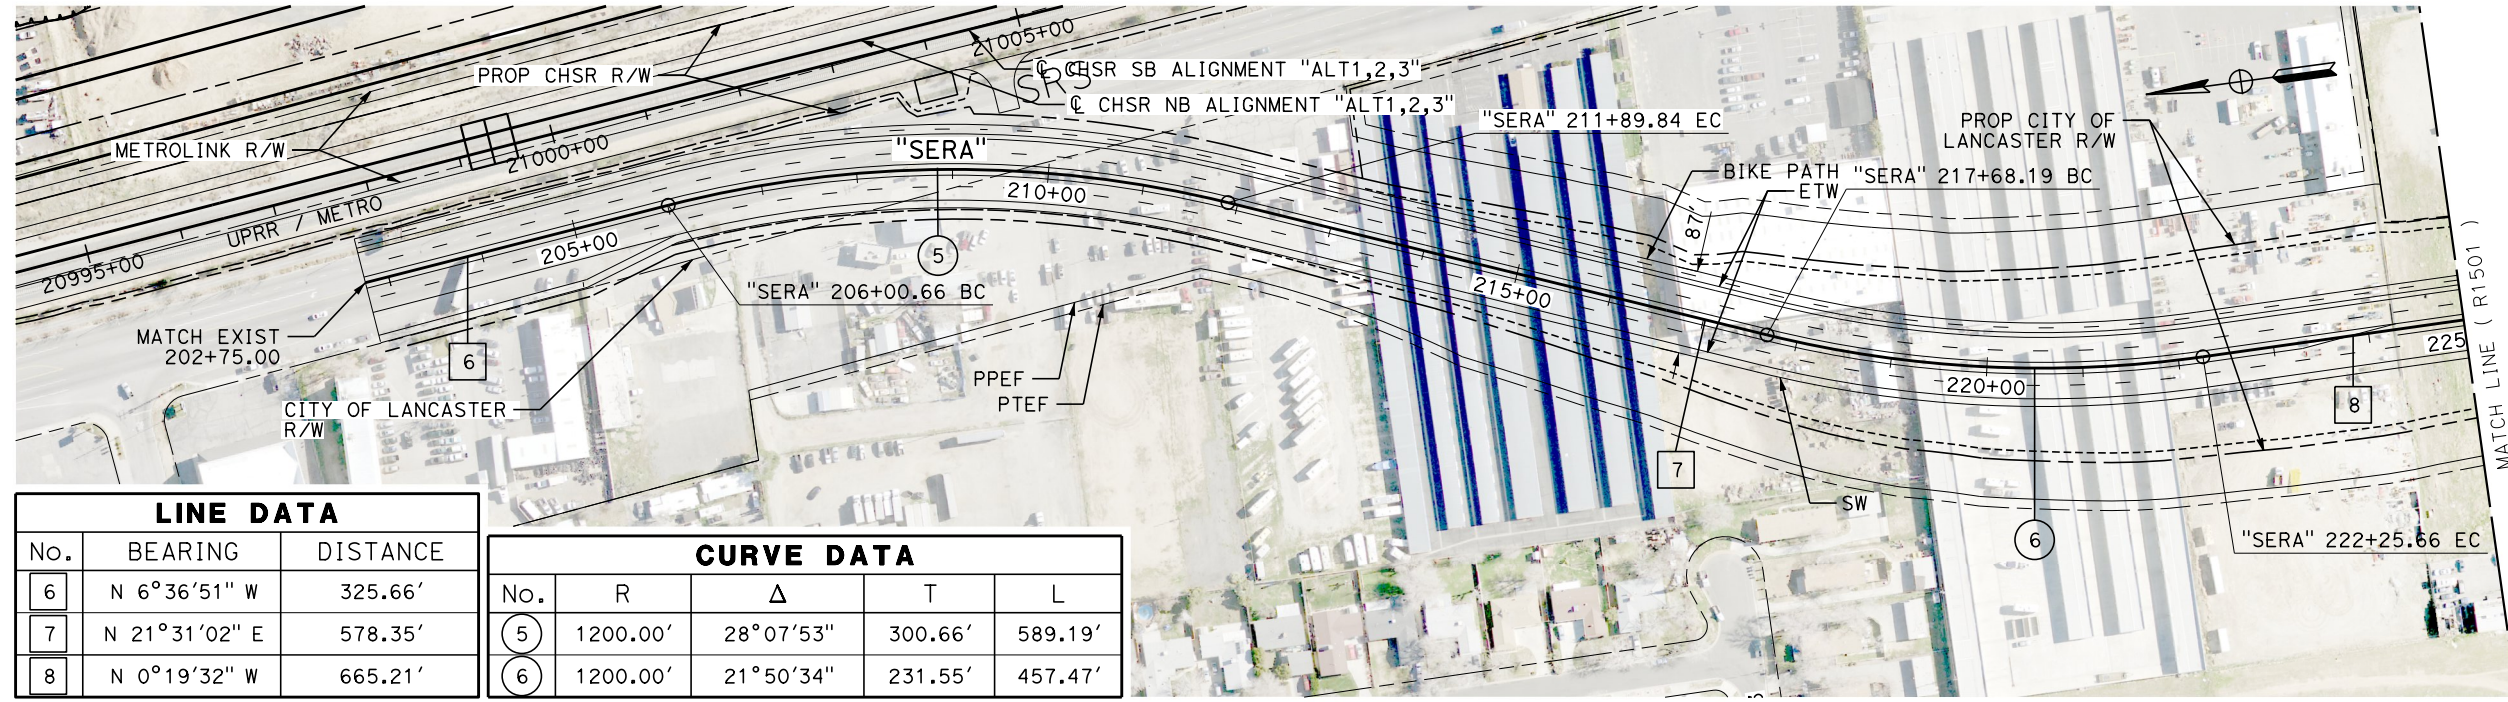 21005+00
PROP CHSR R/W
SR5
℄ CHSR SB ALIGNMENT "ALT1,2,3"
℄ CHSR NB ALIGNMENT "ALT1,2,3"
"SERA" 211+89.84 EC
PROP CITY OF
LANCASTER R/W
METROLINK R/W
21000+00
"SERA"
BIKE PATH
ETW
"SERA" 217+68.19 BC
210+00
UPRR / METRO
205+00
87'
5
20995+00
"SERA" 206+00.66 BC
215+00
MATCH EXIST
202+75.00
6
PPEF
PTEF
CITY OF LANCASTER
R/W
220+00
225
8
7
SW
6
"SERA" 222+25.66 EC
MATCH LINE ( R1501 )
LINE DATA
No. BEARING DISTANCE
6 N 6°36'51" W 325.66'
7 N 21°31'02" E 578.35'
8 N 0°19'32" W 665.21'
CURVE DATA
No. R Δ T L
5 1200.00' 28°07'53" 300.66' 589.19'
6 1200.00' 21°50'34" 231.55' 457.47'